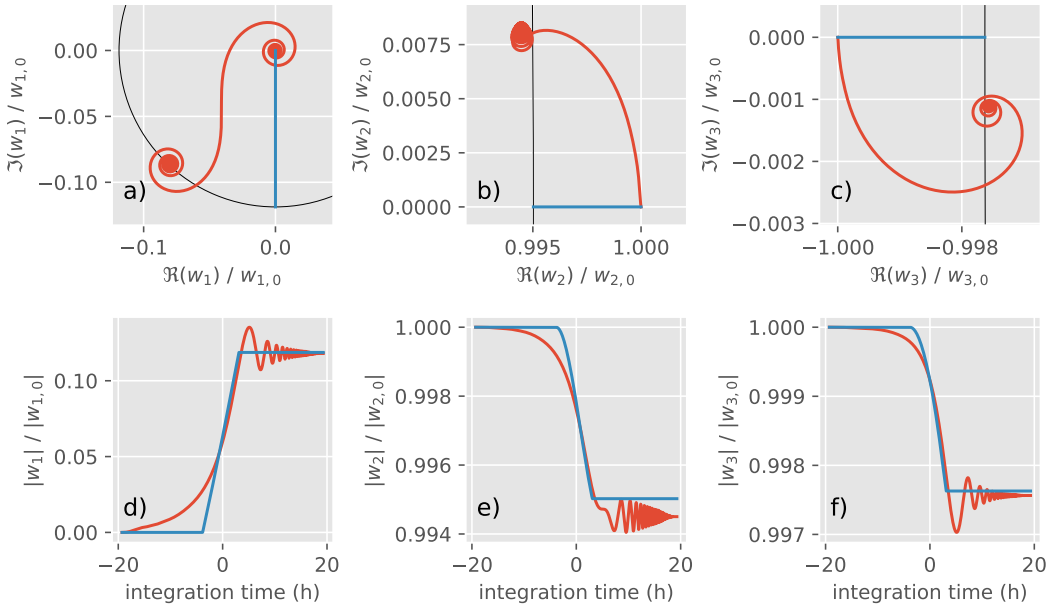 0.00
−0.05
−0.10
−0.1
0.0
ℑ(w1) / w1,0
ℜ(w1) / w1,0
a)
0.0075
0.0050
0.0025
0.0000
0.995
1.000
ℑ(w2) / w2,0
ℜ(w2) / w2,0
b)
0.000
−0.001
−0.002
−0.003
−1.000
−0.998
ℑ(w3) / w3,0
ℜ(w3) / w3,0
c)
0.10
0.05
0.00
−20
0
20
|w1| / |w1,0|
integration time (h)
d)
1.000
0.998
0.996
0.994
−20
0
20
|w2| / |w2,0|
integration time (h)
e)
1.000
0.999
0.998
0.997
−20
0
20
|w3| / |w3,0|
integration time (h)
f)